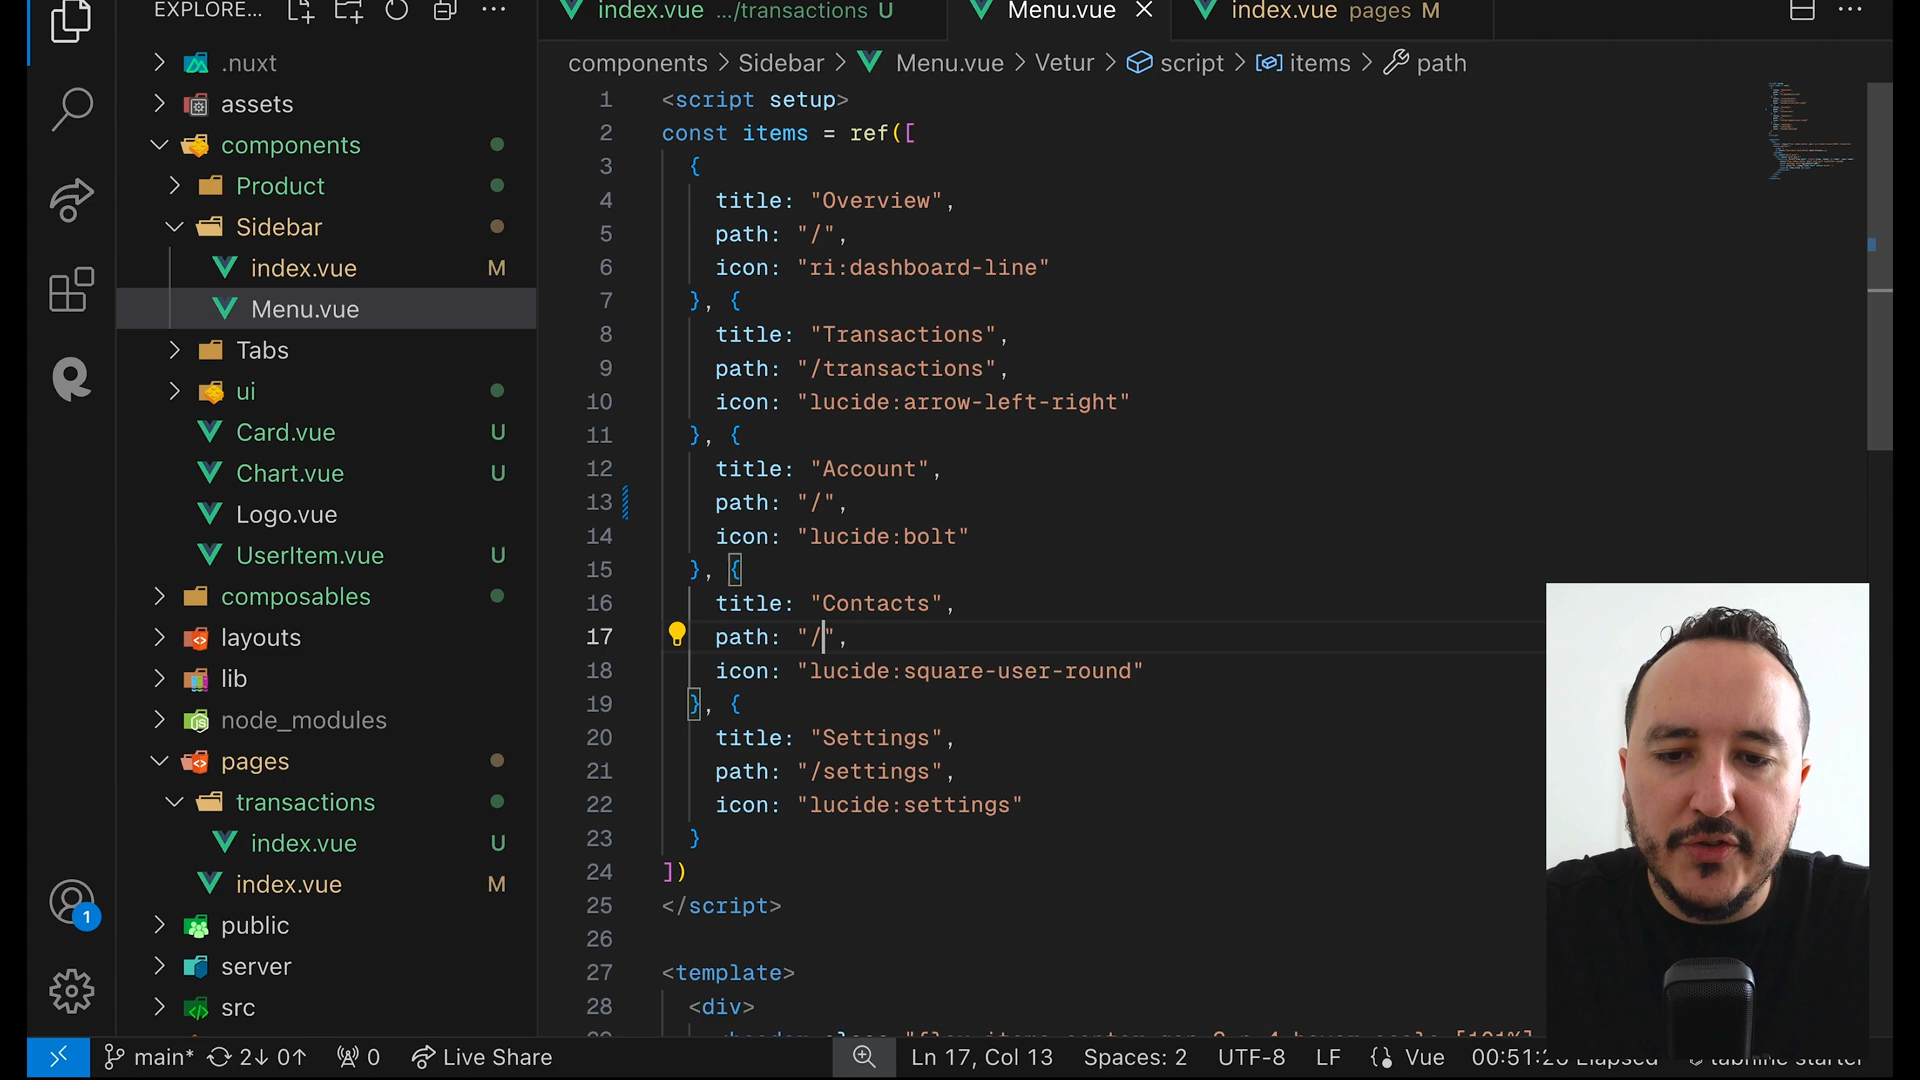 EXPLORE...
index.vue .../transactions U
Menu.vue
index.vue pages M
components > Sidebar > Menu.vue > Vetur > script > items > path
.nuxt
assets
components
Product
Sidebar
index.vue M
Menu.vue
Tabs
ui
Card.vue U
Chart.vue U
Logo.vue
UserItem.vue U
composables
layouts
lib
node_modules
pages
transactions
index.vue U
index.vue M
public
server
src
1
1 <script setup>
2 const items = ref([
3 {
4 title: "Overview",
5 path: "/",
6 icon: "ri:dashboard-line"
7 }, {
8 title: "Transactions",
9 path: "/transactions",
10 icon: "lucide:arrow-left-right"
11 }, {
12 title: "Account",
13 path: "/",
14 icon: "lucide:bolt"
15 }, {
16 title: "Contacts",
17 path: "/",
18 icon: "lucide:square-user-round"
19 }, {
20 title: "Settings",
21 path: "/settings",
22 icon: "lucide:settings"
23 }
24 ])
25 </script>
26
27 <template>
28 <div>
main* 2↓ 0↑ 0 Live Share Ln 17, Col 13 Spaces: 2 UTF-8 LF Vue